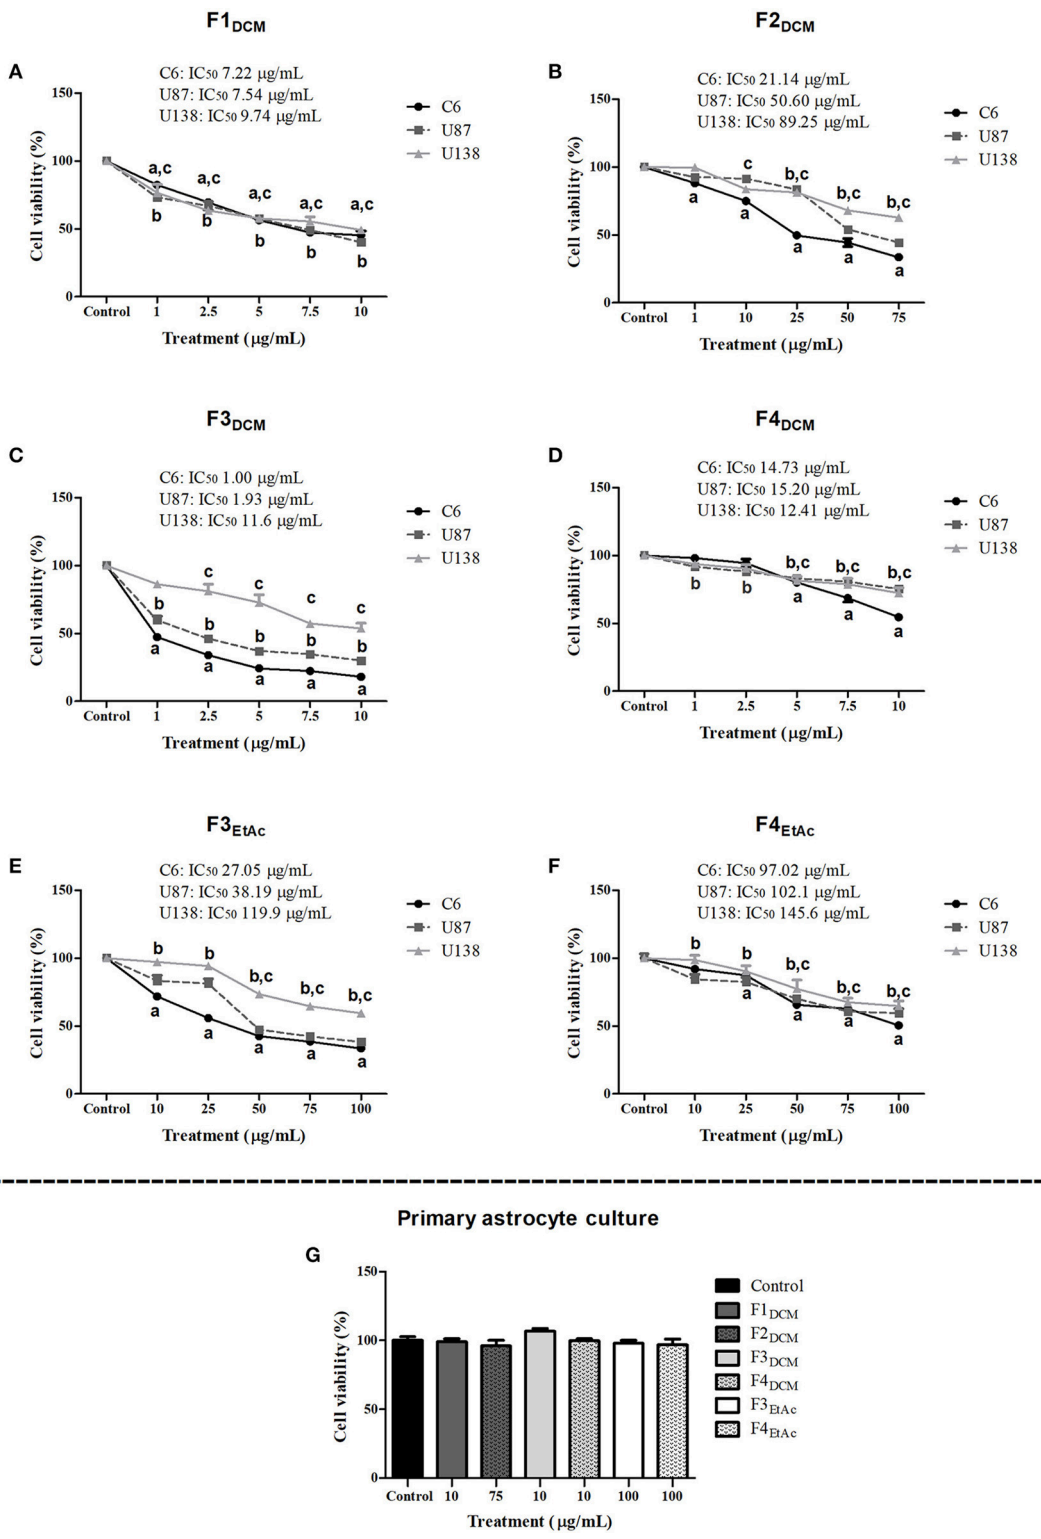 F1DCM
A
C6: IC50 7.22 µg/mL
U87: IC50 7.54 µg/mL
U138: IC50 9.74 µg/mL
C6
U87
U138
Cell viability (%)
150
100
50
0
a,c a,c a,c a,c a,c
b b b b b
Control 1 2.5 5 7.5 10
Treatment (µg/mL)
F2DCM
B
C6: IC50 21.14 µg/mL
U87: IC50 50.60 µg/mL
U138: IC50 89.25 µg/mL
C6
U87
U138
Cell viability (%)
150
100
50
0
c b,c b,c b,c
a a a a a
Control 1 10 25 50 75
Treatment (µg/mL)
F3DCM
C
C6: IC50 1.00 µg/mL
U87: IC50 1.93 µg/mL
U138: IC50 11.6 µg/mL
C6
U87
U138
Cell viability (%)
150
100
50
0
c c c c
b b b b b
a a a a a
Control 1 2.5 5 7.5 10
Treatment (µg/mL)
F4DCM
D
C6: IC50 14.73 µg/mL
U87: IC50 15.20 µg/mL
U138: IC50 12.41 µg/mL
C6
U87
U138
Cell viability (%)
150
100
50
0
b,c b,c b,c
b b a a a
Control 1 2.5 5 7.5 10
Treatment (µg/mL)
F3EtAc
E
C6: IC50 27.05 µg/mL
U87: IC50 38.19 µg/mL
U138: IC50 119.9 µg/mL
C6
U87
U138
Cell viability (%)
150
100
50
0
b b b,c b,c b,c
a a a a a
Control 10 25 50 75 100
Treatment (µg/mL)
F4EtAc
F
C6: IC50 97.02 µg/mL
U87: IC50 102.1 µg/mL
U138: IC50 145.6 µg/mL
C6
U87
U138
Cell viability (%)
150
100
50
0
b b b,c b,c b,c
a a a a
Control 10 25 50 75 100
Treatment (µg/mL)
Primary astrocyte culture
G
Cell viability (%)
150
100
50
0
Control 10 75 10 10 100 100
Treatment (µg/mL)
Control
F1DCM
F2DCM
F3DCM
F4DCM
F3EtAc
F4EtAc